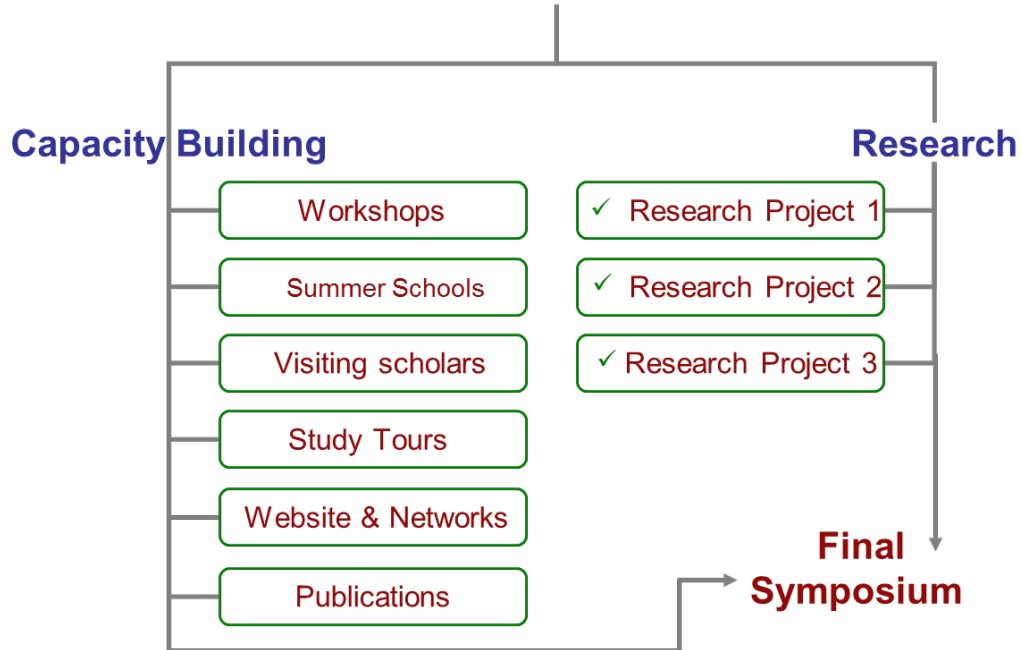 Capacity Building
Workshops
Summer Schools
Visiting scholars
Study Tours
Website & Networks
Publications
Research
✓ Research Project 1
✓ Research Project 2
✓ Research Project 3
Final
Symposium